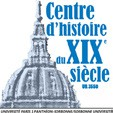 Centre
d'histoire
du XIXe
siècle
UR 3550
UNIVERSITÉ PARIS 1 PANTHÉON-SORBONNE/SORBONNE UNIVERSITÉ